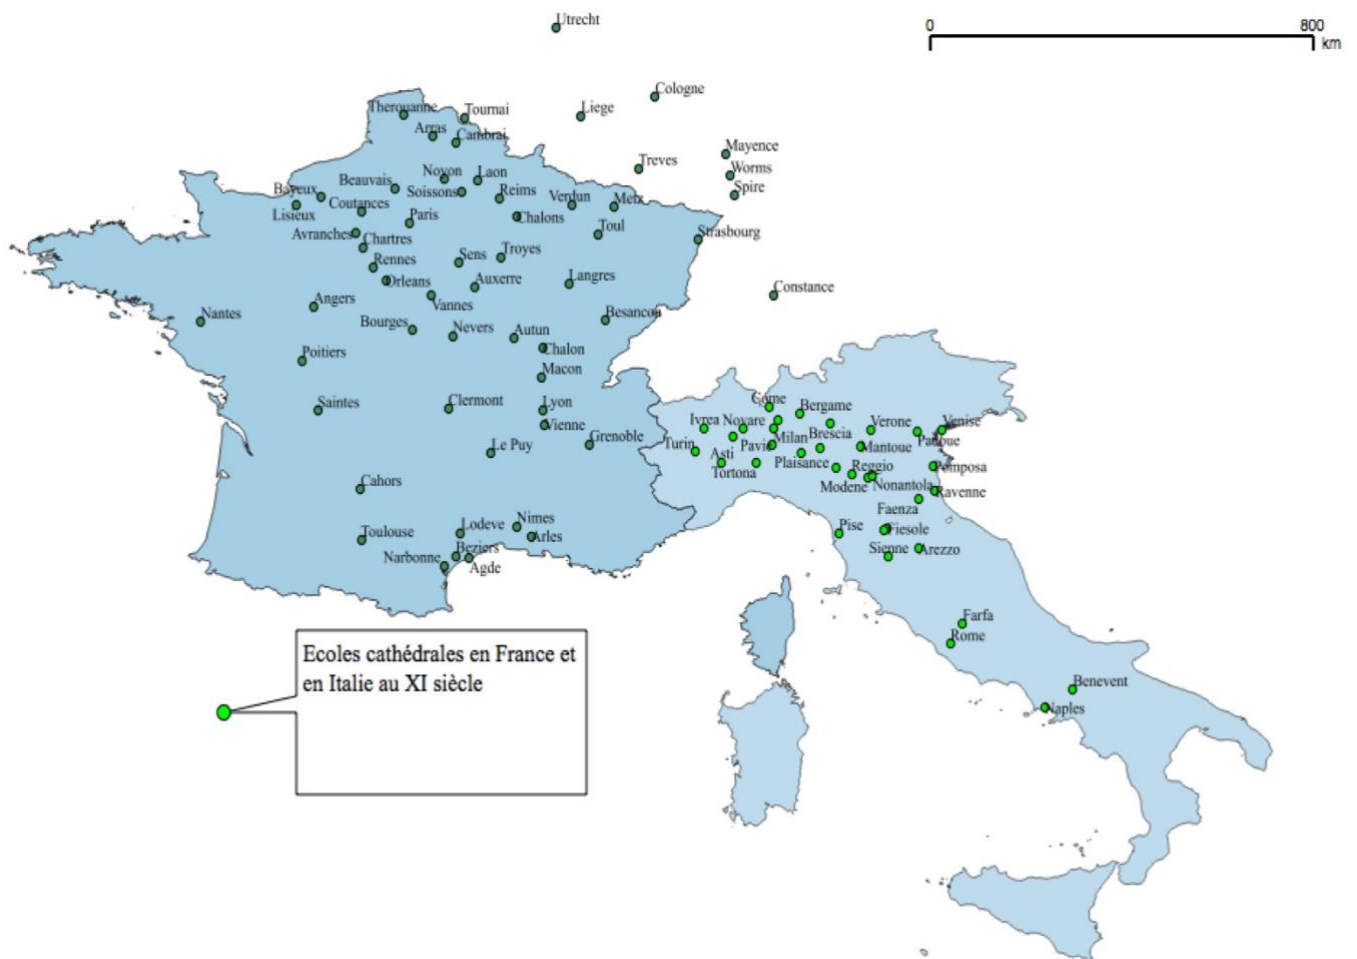 Utrecht
0 800
km
Cologne
Therouanne
Tournai
Liege
Arras
Cambrai
Mayence
Treves
Worms
Noyon
Laon
Beauvais
Soissons
Spire
Bayeux
Reims
Verdun
Metz
Coutances
Lisieux
Paris
Chalons
Toul
Avranches
Strasbourg
Chartres
Sens
Troyes
Rennes
Orleans
Auxerre
Langres
Constance
Angers
Vannes
Nantes
Besancon
Bourges
Nevers
Autun
Chalon
Poitiers
Macon
Saintes
Clermont
Lyon
Come
Bergame
Vienne
Ivrea
Novare
Verone
Venise
Le Puy
Grenoble
Turin
Pavie
Milan
Brescia
Mantoue
Padoue
Asti
Plaisance
Tortona
Reggio
Pomposa
Cahors
Modene
Nonantola
Ravenne
Faenza
Nimes
Toulouse
Lodeve
Arles
Pise
Fiesole
Narbonne
Beziers
Agde
Sienne
Arezzo
Farfa
Rome
Ecoles cathédrales en France et
en Italie au XI siècle
Benevent
Naples